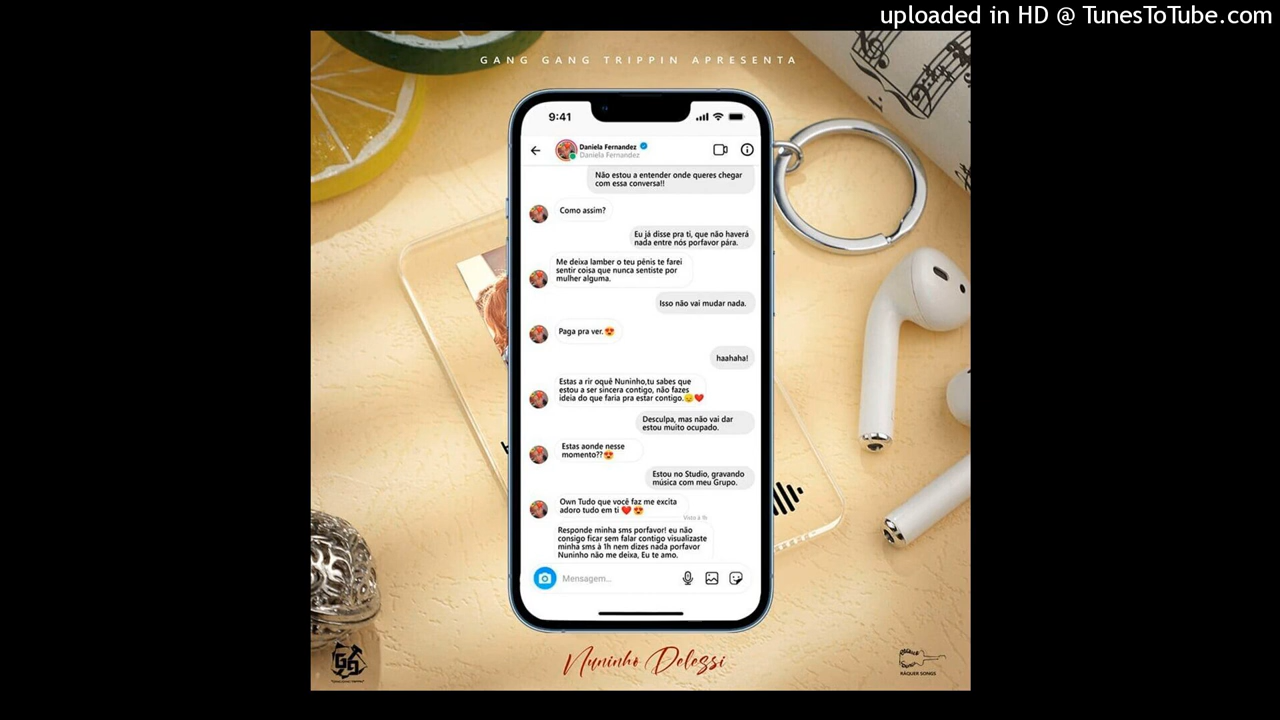 uploaded in HD @ TunesToTube.com
GANG GANG TRIPPIN APRESENTA
9:41
Daniela Fernandez
Daniela Fernandez
Não estou a entender onde queres chegar
com essa conversa!!
Como assim?
Eu já disse pra ti, que não haverá
nada entre nós porfavor pára.
Me deixa lamber o teu pénis te farei
sentir coisa que nunca sentiste por
mulher alguma.
Isso não vai mudar nada.
Paga pra ver.😍
haahaha!
Estas a rir oquê Nuninho,tu sabes que
estou a ser sincera contigo, não fazes
ideia do que faria pra estar contigo.😑❤️
Desculpa, mas não vai dar
estou muito ocupado.
Estas aonde nesse
momento??😍
Estou no Studio, gravando
música com meu Grupo.
Own Tudo que você faz me excita
adoro tudo em ti ❤️😍
Visto à 1h
Responde minha sms porfavor! eu não
consigo ficar sem falar contigo visualizaste
minha sms à 1h nem dizes nada porfavor
Nuninho não me deixa, Eu te amo.
Mensagem...
GG
Nuninho Delessi
RÁQUER SONGS